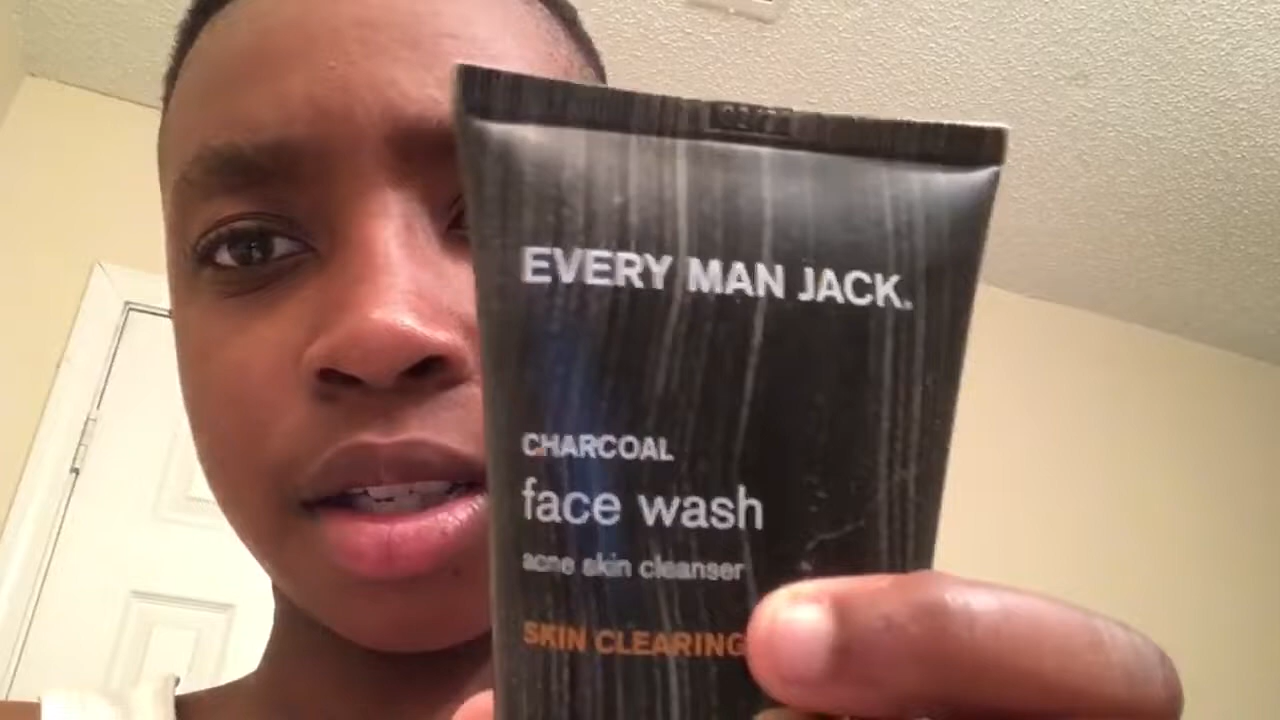 EVERY MAN JACK.
CHARCOAL
face wash
acne skin cleanser
SKIN CLEARING